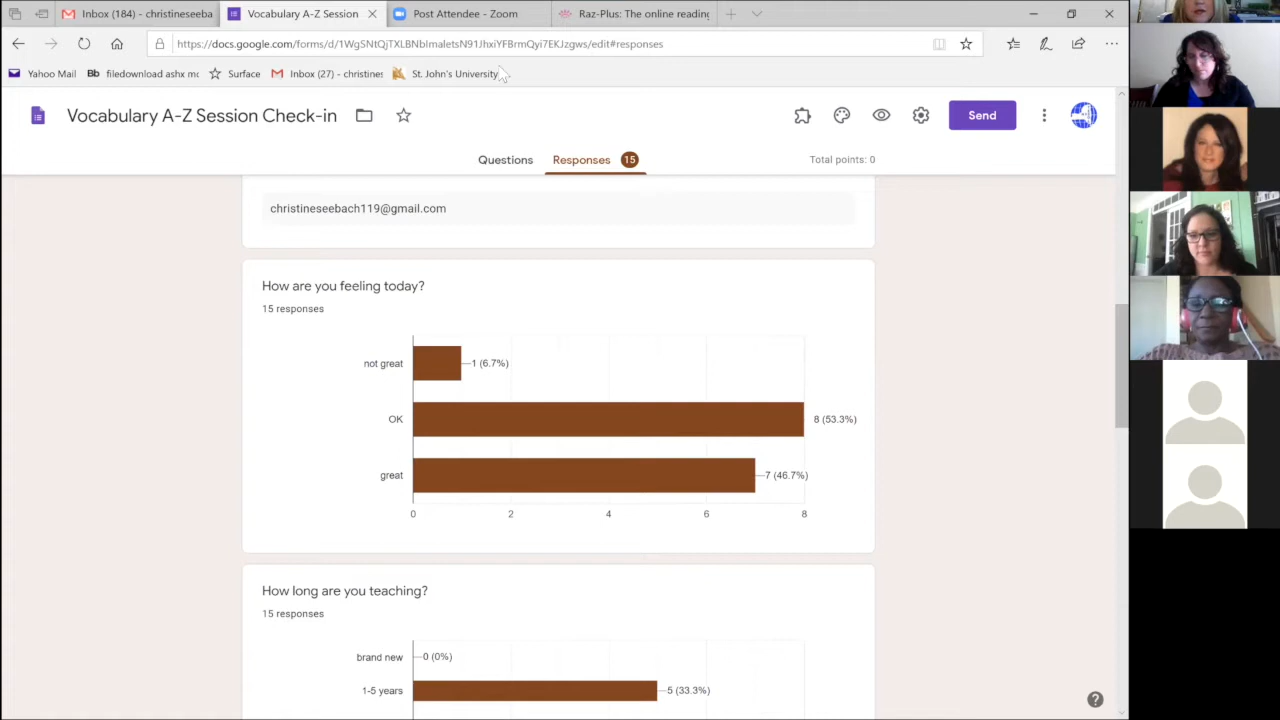 Inbox (184) - christineseeba
Vocabulary A-Z Session
Post Attendee - Zoom
Raz-Plus: The online reading
https://docs.google.com/forms/d/1WgSNtQjTXLBNbImaletsN91JhxiYFBrmQyi7EKJzgws/edit#responses
Yahoo Mail
Bb filedownload ashx mc
Surface
Inbox (27) - christines
St. John's University
Vocabulary A-Z Session Check-in
Send
Questions
Responses 15
Total points: 0
christineseebach119@gmail.com
How are you feeling today?
15 responses
not great 1 (6.7%)
OK 8 (53.3%)
great 7 (46.7%)
0 2 4 6 8
How long are you teaching?
15 responses
brand new 0 (0%)
1-5 years 5 (33.3%)